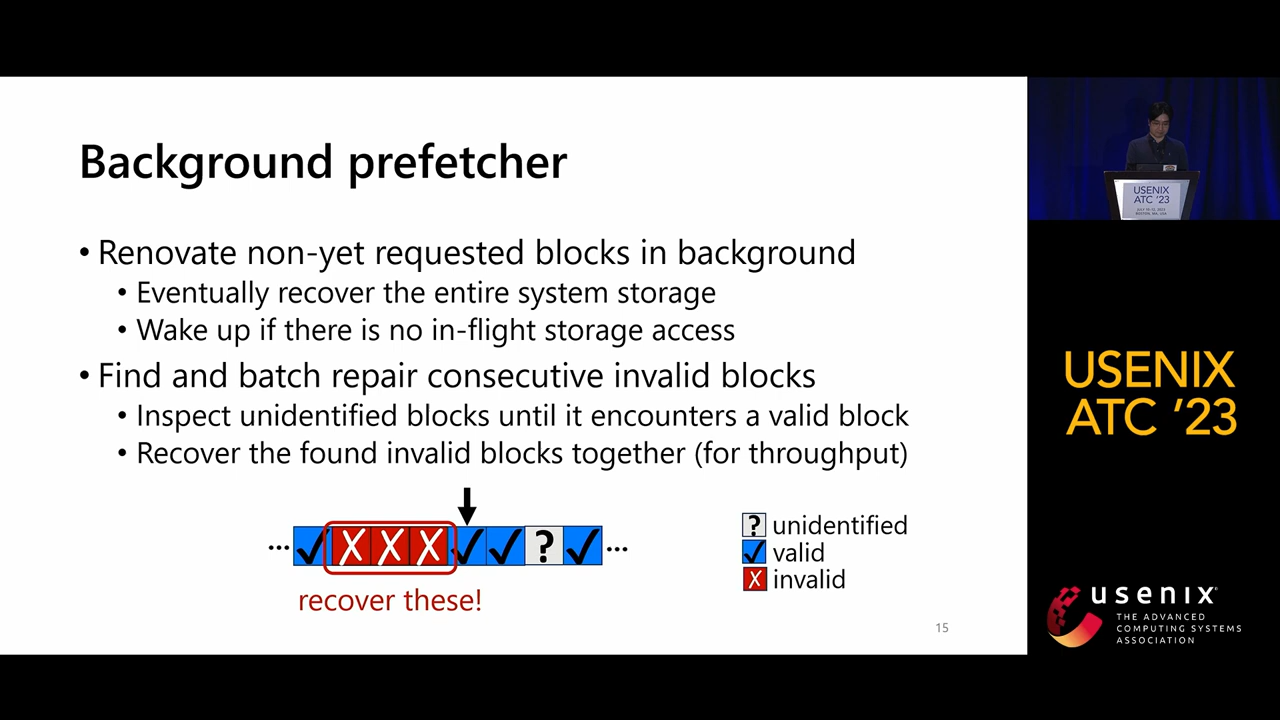 Background prefetcher
• Renovate non-yet requested blocks in background
• Eventually recover the entire system storage
• Wake up if there is no in-flight storage access
• Find and batch repair consecutive invalid blocks
• Inspect unidentified blocks until it encounters a valid block
• Recover the found invalid blocks together (for throughput)
... ✓ X X X ✓ ✓ ? ✓ ...
recover these!
? unidentified
✓ valid
X invalid
15
USENIX
ATC '23
USENIX
ATC '23
usenix
THE ADVANCED
COMPUTING SYSTEMS
ASSOCIATION